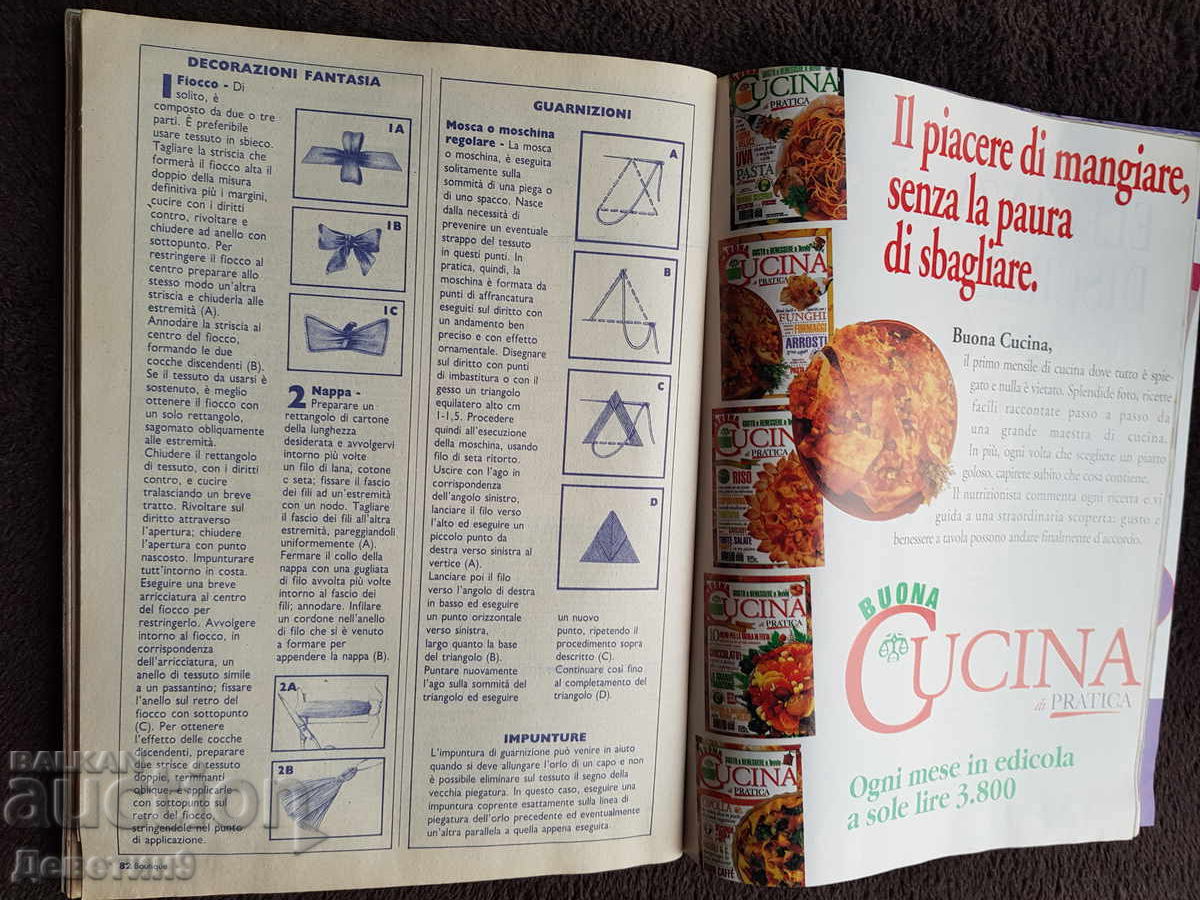 DECORAZIONI FANTASIA
1 Fiocco - Di
solito, è
composto da due o tre
parti. È preferibile
usare tessuto in sbieco.
Tagliare la striscia che
formerà il fiocco alta il
doppio della misura
definitiva più i margini,
cucire con i diritti
contro, rivoltare e
chiudere ad anello con
sottopunto. Per
restringere il fiocco al
centro preparare allo
stesso modo un'altra
striscia e chiuderla alle
estremità (A).
Annodare la striscia al
centro del fiocco,
formando le due
cocche discendenti (B).
Se il tessuto da usarsi è
sostenuto, è meglio
ottenere il fiocco con
un solo rettangolo,
sagomato obliquamente
alle estremità.
Chiudere il rettangolo
di tessuto, con i diritti
contro, e cucire
tralasciando un breve
tratto. Rivoltare sul
diritto attraverso
l'apertura; chiudere
l'apertura con punto
nascosto. Impunturare
tutt'intorno in costa.
Eseguire una breve
arricciatura al centro
del fiocco per
restringerlo. Avvolgere
intorno al fiocco, in
corrispondenza
dell'arricciatura, un
anello di tessuto simile
a un passantino; fissare
l'anello sul retro del
fiocco con sottopunto
(C). Per ottenere
l'effetto delle cocche
discendenti, preparare
due strisce di tessuto
doppie, terminanti
oblique, e applicarle
con sottopunto sul
retro del fiocco,
stringendole nel punto
di applicazione.
1A
1B
1C
2 Nappa -
Preparare un
rettangolo di cartone
della lunghezza
desiderata e avvolgervi
intorno più volte
un filo di lana, cotone
c seta; fissare il fascio
dei fili ad un'estremità
con un nodo. Tagliare
il fascio dei fili all'altra
estremità, pareggiandoli
uniformemente (A).
Fermare il collo della
nappa con una gugliata
di filo avvolta più volte
intorno al fascio dei
fili; annodare. Infilare
un cordone nell'anello
di filo che si è venuto
a formare per
appendere la nappa (B).
2A
2B
82 Boutique
GUARNIZIONI
Mosca o moschina
regolare - La mosca
o moschina, è eseguita
solitamente sulla
sommità di una piega o
di uno spacco. Nasce
dalla necessità di
prevenire un eventuale
strappo del tessuto
in questi punti. In
pratica, quindi, la
moschina è formata da
punti di affrancatura
eseguiti sul diritto con
un andamento ben
preciso e con effetto
ornamentale. Disegnare
sul diritto con punti
di imbastitura o con il
gesso un triangolo
equilatero alto cm
1-1,5. Procedere
quindi all'esecuzione
della moschina, usando
filo di seta ritorto.
Uscire con l'ago in
corrispondenza
dell'angolo sinistro,
lanciare il filo verso
l'alto ed eseguire un
piccolo punto da
destra verso sinistra al
vertice (A).
Lanciare poi il filo
verso l'angolo di destra
in basso ed eseguire
un punto orizzontale
verso sinistra,
largo quanto la base
del triangolo (B).
Puntare nuovamente
l'ago sulla sommità del
triangolo ed eseguire
A
B
C
D
un nuovo
punto, ripetendo il
procedimento sopra
descritto (C).
Continuare così fino
al completamento del
triangolo (D).
IMPUNTURE
L'impuntura di guarnizione può venire in aiuto
quando si deve allungare l'orlo di un capo e non
è possibile eliminare sul tessuto il segno della
vecchia piegatura. In questo caso, eseguire una
impuntura coprente esattamente sulla linea di
piegatura dell'orlo precedente ed eventualmente
un'altra parallela a quella appena eseguita.
CUCINA
di PRATICA
UVA
PASTA
CUCINA
di PRATICA
FUNGHI
FORMAGGI
ARROSTI
CUCINA
di PRATICA
RISO
TORTE SALATE
CUCINA
di PRATICA
CUCINA
di PRATICA
CAFFÈ
Il piacere di mangiare,
senza la paura
di sbagliare.
Buona Cucina,
il primo mensile di cucina dove tutto è spie-
gato e nulla è vietato. Splendide foto, ricette
facili raccontate passo a passo da
una grande maestra di cucina.
In più, ogni volta che scegliete un piatto
goloso, capirete subito che cosa contiene.
Il nutrizionista commenta ogni ricetta e vi
guida a una straordinaria scoperta: gusto e
benessere a tavola possono andare finalmente d'accordo.
BUONA
CUCINA
di PRATICA
Ogni mese in edicola
a sole lire 3.800
BALKAN
auction
Деветин9